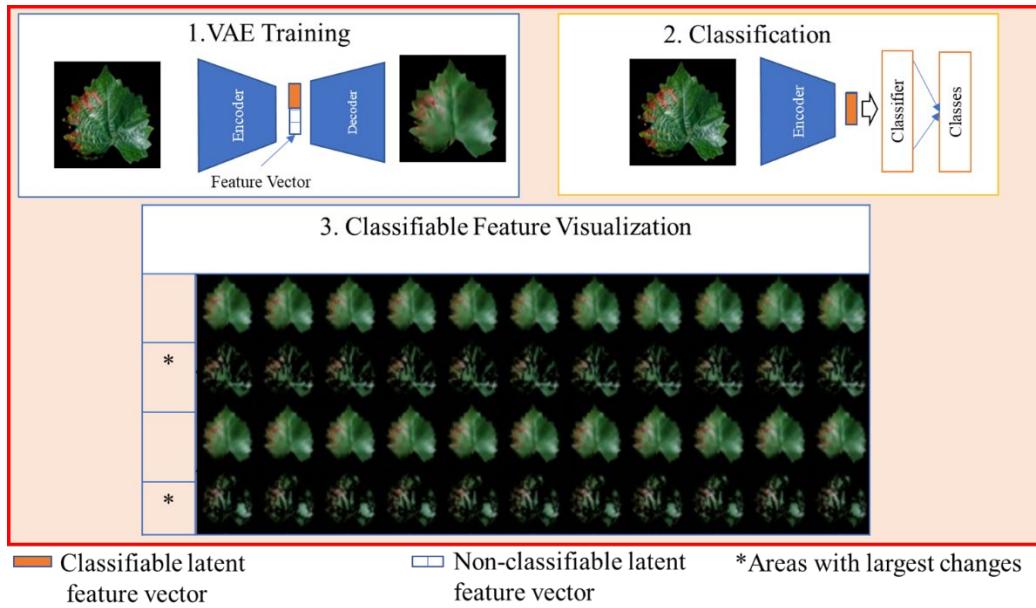 1.VAE Training
Encoder
Decoder
Feature Vector
2. Classification
Encoder
Classifier
Classes
3. Classifiable Feature Visualization
*
*
Classifiable latent
feature vector
Non-classifiable latent
feature vector
*Areas with largest changes